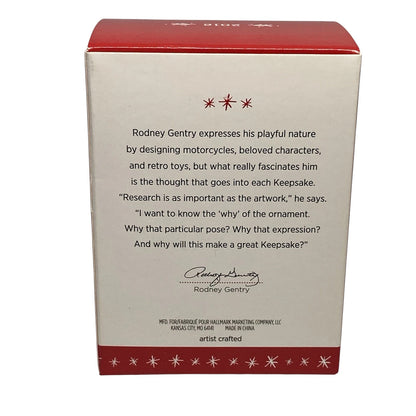 2016
Rodney Gentry expresses his playful nature
by designing motorcycles, beloved characters,
and retro toys, but what really fascinates him
is the thought that goes into each Keepsake.
“Research is as important as the artwork,” he says.
“I want to know the ‘why’ of the ornament.
Why that particular pose? Why that expression?
And why will this make a great Keepsake?”
Rodney Gentry
Rodney Gentry
MFD. FOR/FABRIQUÉ POUR HALLMARK MARKETING COMPANY, LLC
KANSAS CITY, MO 64141 MADE IN CHINA
artist crafted